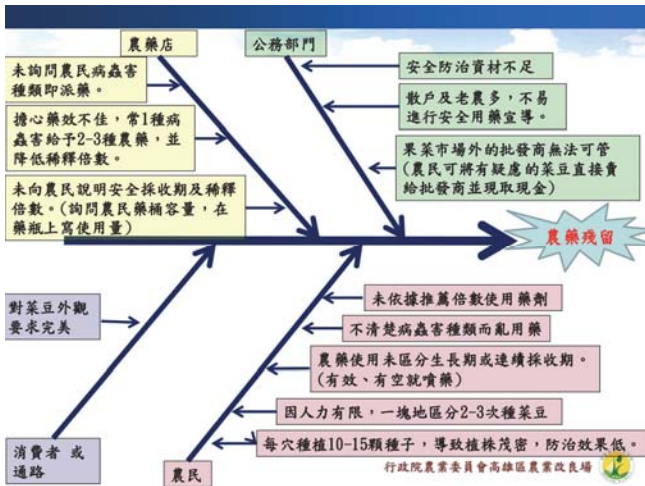 農藥店
公務部門
未詢問農民病蟲害
種類即派藥。
擔心藥效不佳，常1種病
蟲害給予2-3種農藥，並
降低稀釋倍數。
未向農民說明安全採收期及稀釋
倍數。(詢問農民藥桶容量，在
藥瓶上寫使用量)
安全防治資材不足
散戶及老農多，不易
進行安全用藥宣導。
果菜市場外的批發商無法可管
(農民可將有疑慮的菜豆直接賣
給批發商並現取現金)
農藥殘留
對菜豆外觀
要求完美
消費者 或
通路
未依據推薦倍數使用藥劑
不清楚病蟲害種類而亂用藥
農藥使用未區分生長期或連續採收期。
(有效、有空就噴藥)
因人力有限，一塊地區分2-3次種菜豆
每穴種植10-15顆種子，導致植株茂密，防治效果低。
農民
行政院農業委員會高雄區農業改良場